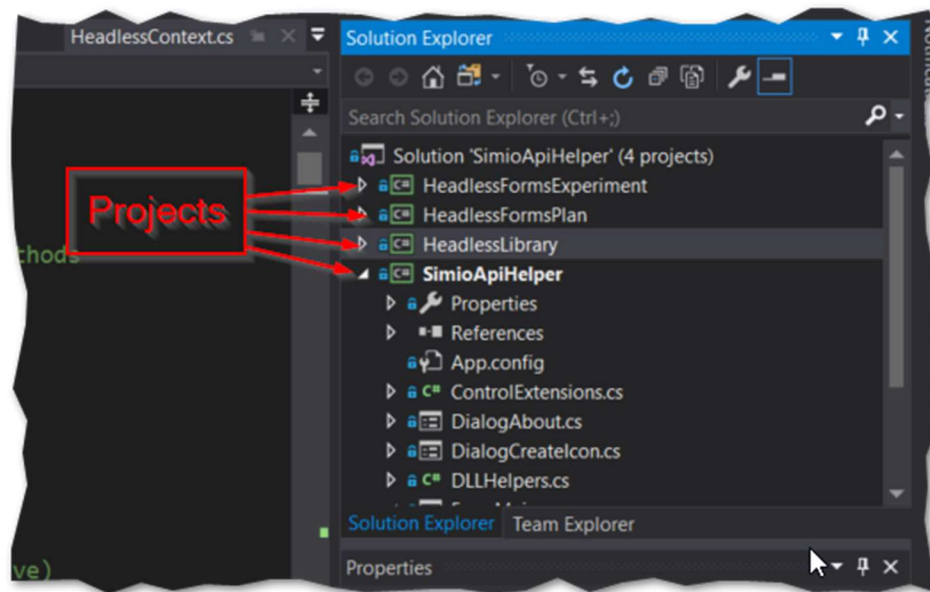 HeadlessContext.cs
Solution Explorer
Search Solution Explorer (Ctrl+;)
Solution 'SimioApiHelper' (4 projects)
HeadlessFormsExperiment
Projects
HeadlessFormsPlan
HeadlessLibrary
thods
SimioApiHelper
Properties
References
App.config
C# ControlExtensions.cs
DialogAbout.cs
DialogCreateIcon.cs
C# DLLHelpers.cs
Solution Explorer Team Explorer
Properties
ve)